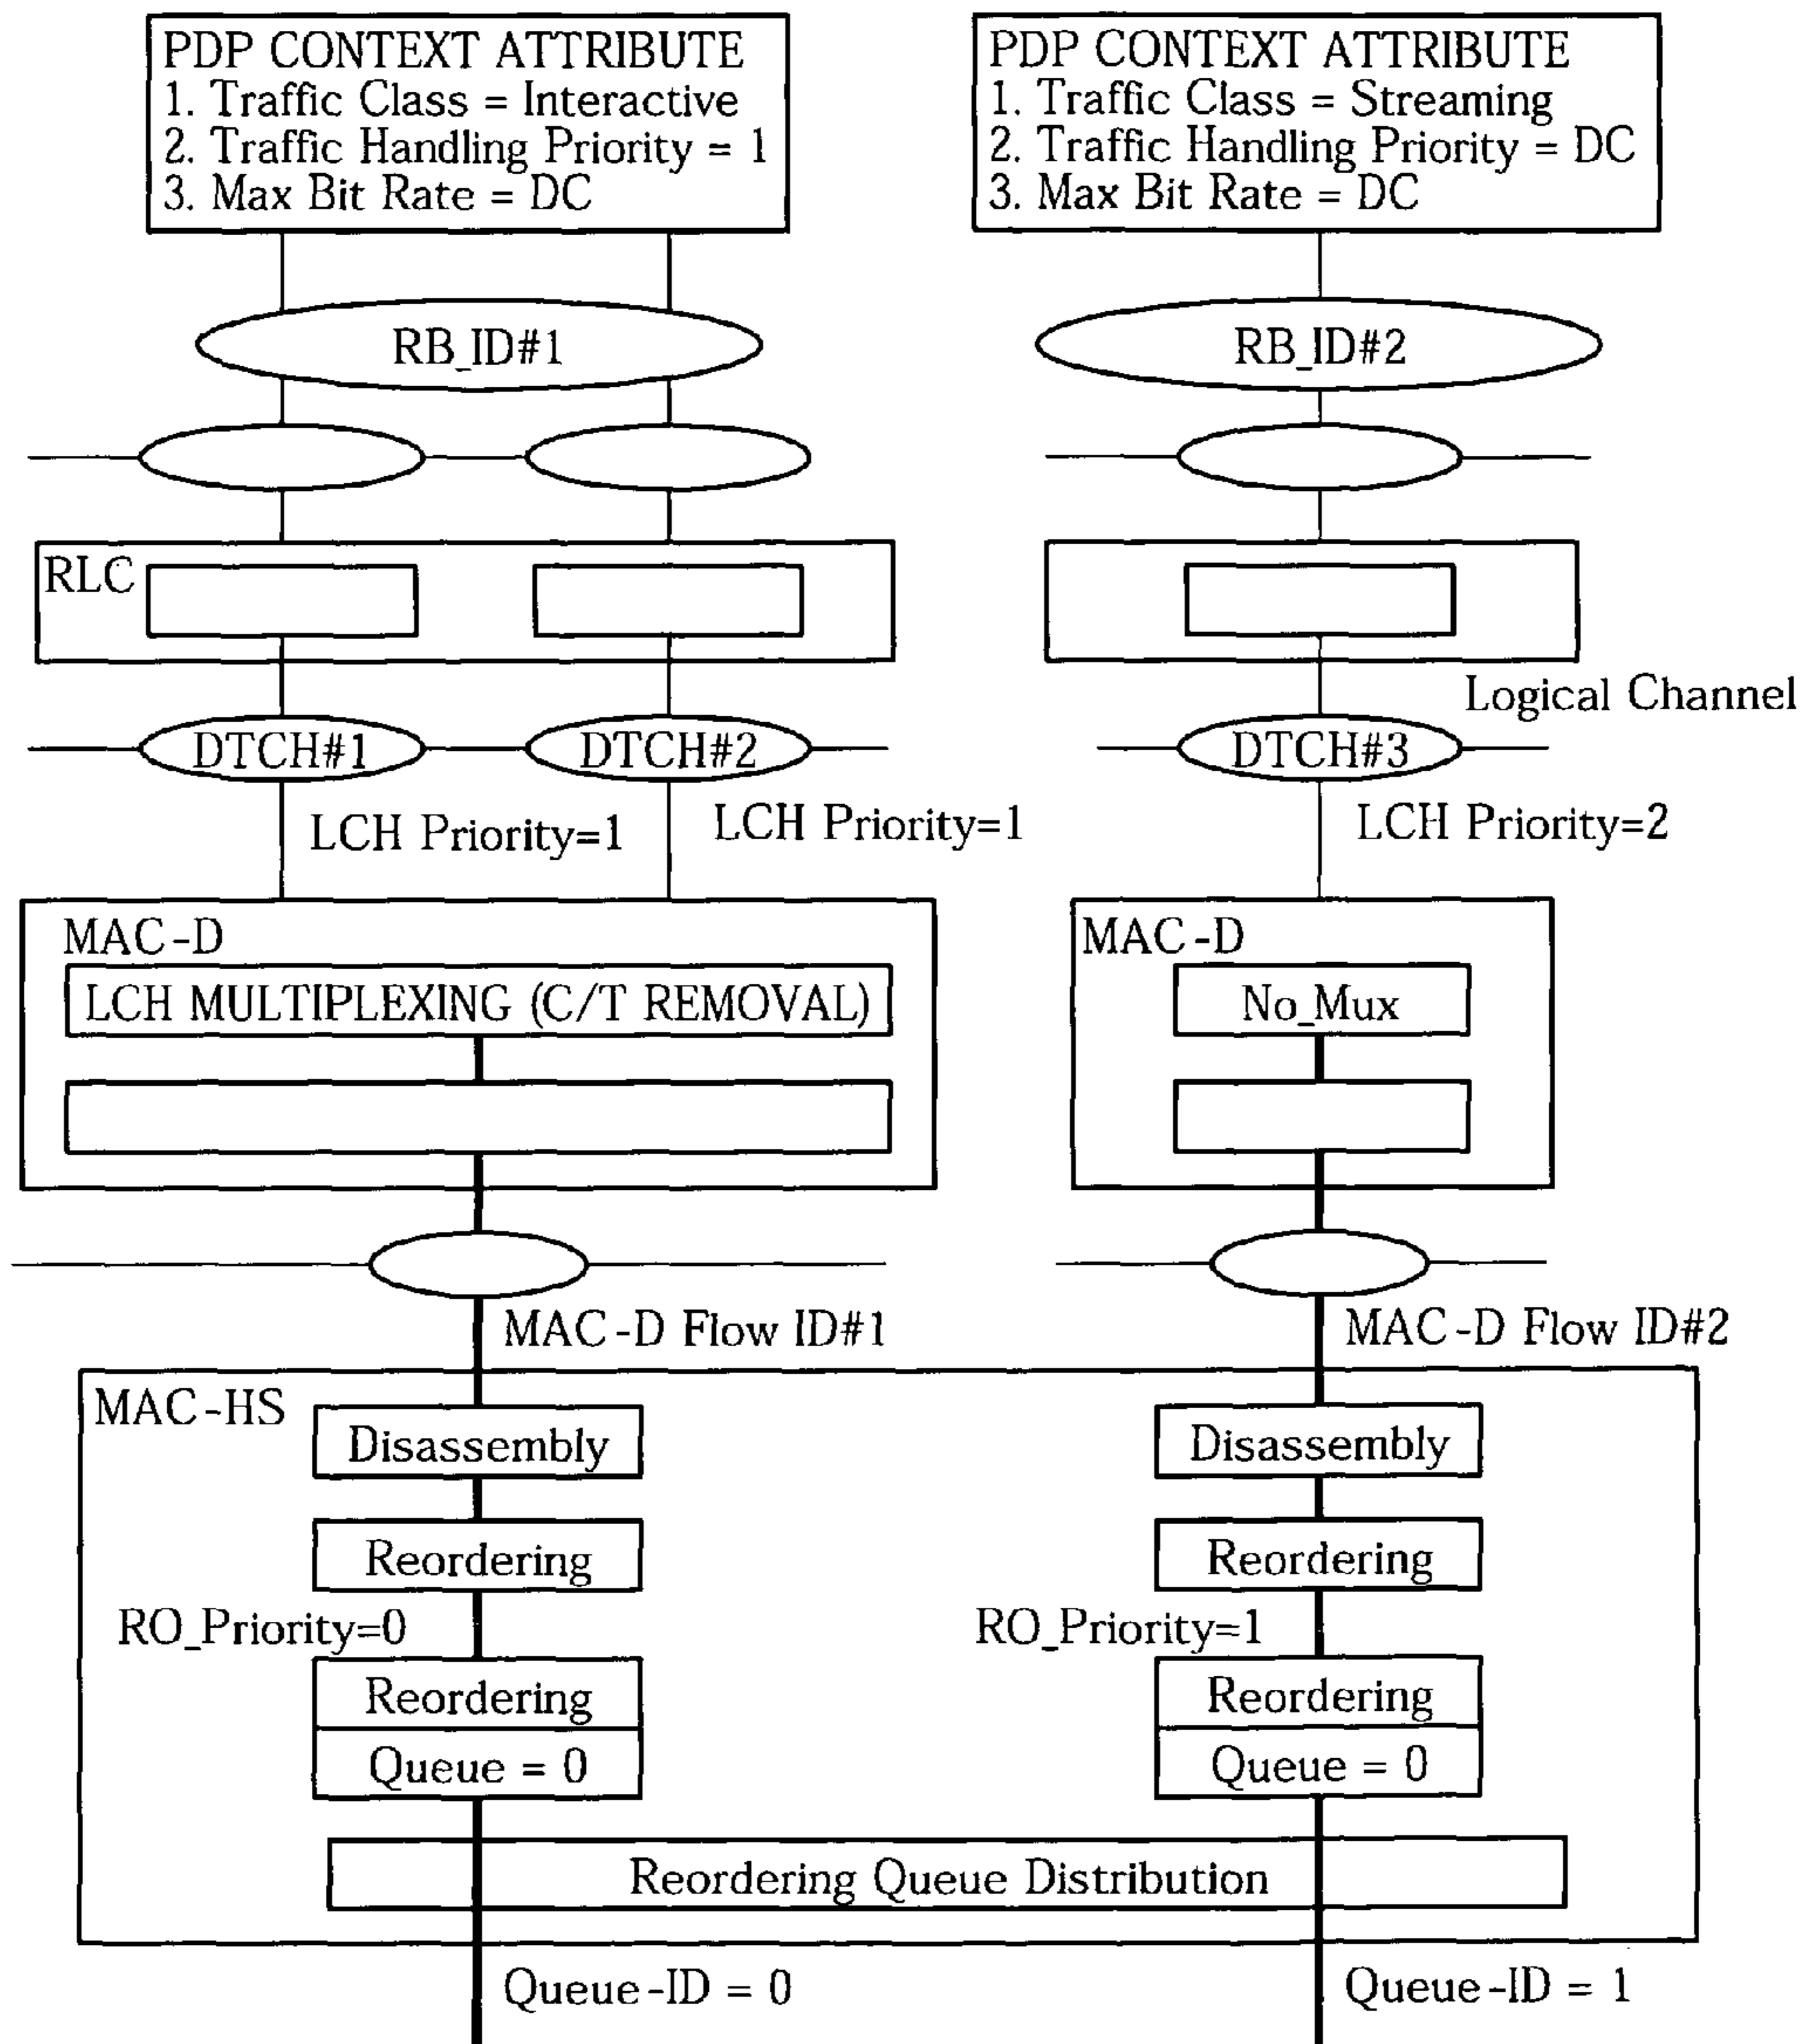 PDP CONTEXT ATTRIBUTE
1. Traffic Class = Interactive
2. Traffic Handling Priority = 1
3. Max Bit Rate = DC
PDP CONTEXT ATTRIBUTE
1. Traffic Class = Streaming
2. Traffic Handling Priority = DC
3. Max Bit Rate = DC
RB_ID#1
RB_ID#2
RLC
Logical Channel
DTCH#1
DTCH#2
DTCH#3
LCH Priority=1
LCH Priority=1
LCH Priority=2
MAC-D
LCH MULTIPLEXING (C/T REMOVAL)
MAC-D
No_Mux
MAC-D Flow ID#1
MAC-D Flow ID#2
MAC-HS
Disassembly
Disassembly
Reordering
Reordering
RO_Priority=0
RO_Priority=1
Reordering
Queue = 0
Reordering
Queue = 0
Reordering Queue Distribution
Queue-ID = 0
Queue-ID = 1